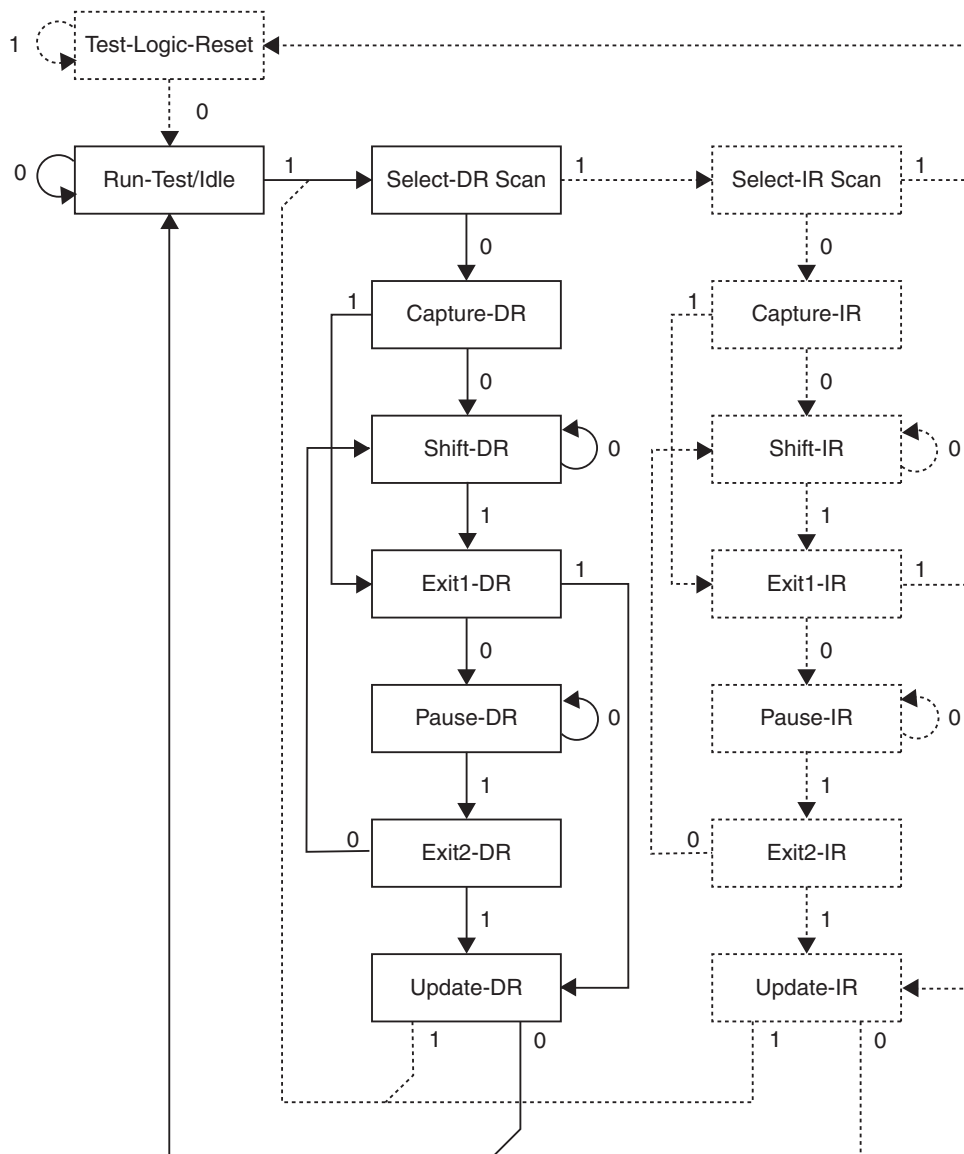 1 Test-Logic-Reset
0
0 Run-Test/Idle 1 Select-DR Scan 1 Select-IR Scan 1
0 0
1 Capture-DR 1 Capture-IR
0 0
Shift-DR 0 Shift-IR 0
1 1
Exit1-DR 1 Exit1-IR 1
0 0
Pause-DR 0 Pause-IR 0
1 1
0 Exit2-DR 0 Exit2-IR
1 1
Update-DR Update-IR
1 0 1 0